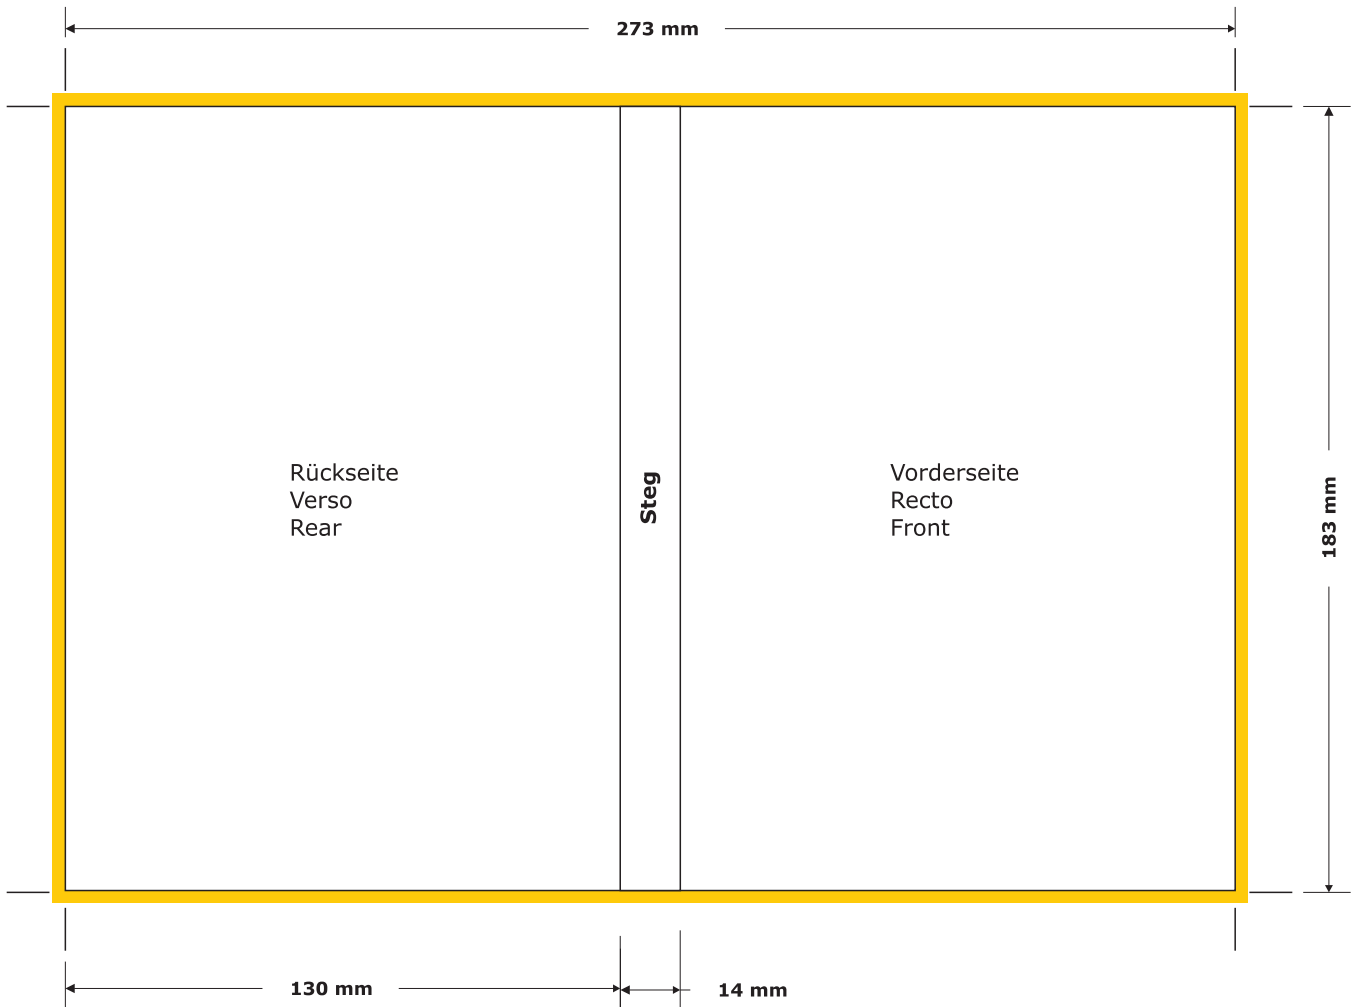 273 mm
Rückseite
Verso
Rear
Steg
Vorderseite
Recto
Front
183 mm
130 mm
14 mm